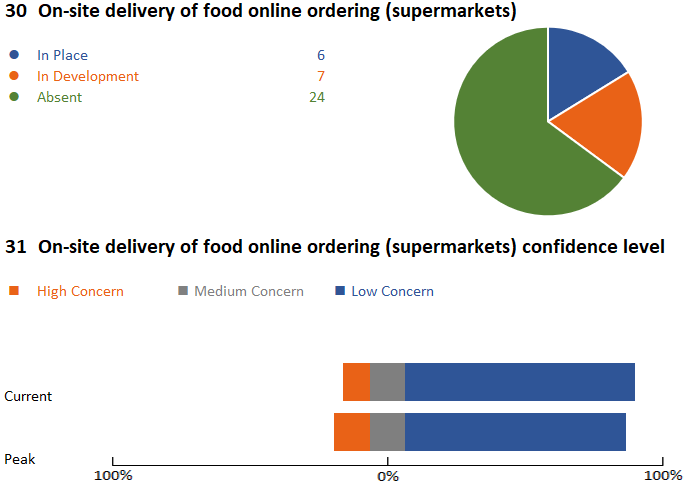 30 On-site delivery of food online ordering (supermarkets)
In Place 6
In Development 7
Absent 24
31 On-site delivery of food online ordering (supermarkets) confidence level
High Concern Medium Concern Low Concern
Current
Peak
100% 0% 100%